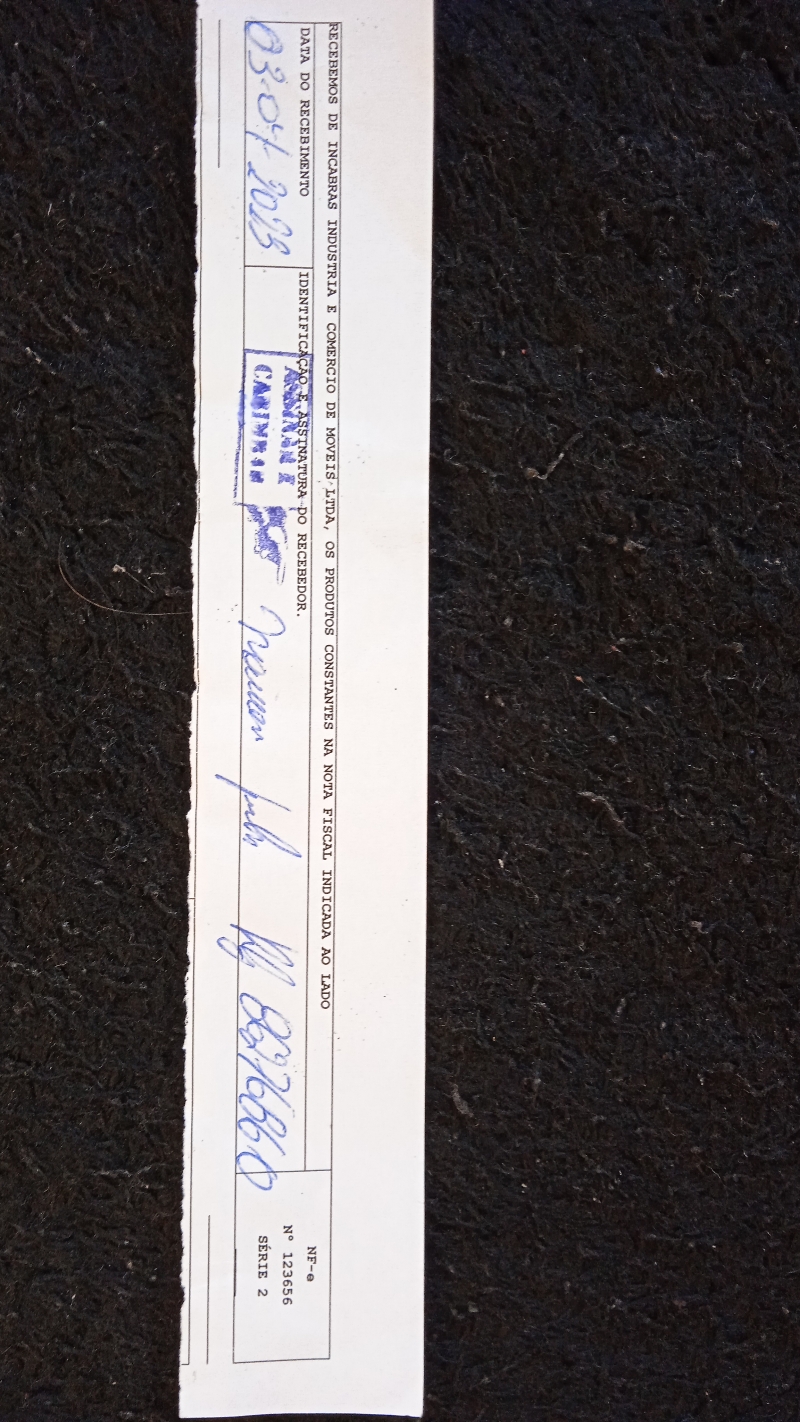 RECEBEMOS DE INCABRAS INDUSTRIA E COMERCIO DE MOVEIS LTDA, OS PRODUTOS CONSTANTES NA NOTA FISCAL INDICADA AO LADO
DATA DO RECEBIMENTO
03-04-2023
IDENTIFICAÇÃO E ASSINATURA DO RECEBEDOR.
NF-e
Nº 123656
SÉRIE 2